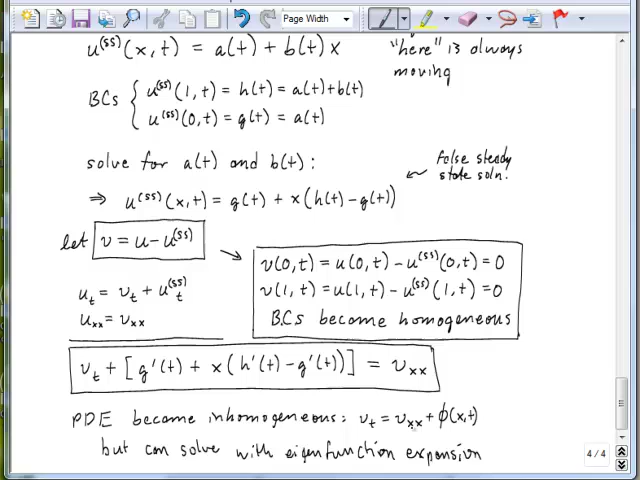 Page Width
u^(ss)(x,t) = a(t) + b(t)x
"here" is always
moving
BCs { u^(ss)(1,t) = h(t) = a(t)+b(t)
u^(ss)(0,t) = g(t) = a(t)
solve for a(t) and b(t):
False steady
state soln.
⇒ u^(ss)(x,t) = g(t) + x(h(t) - g(t))
let v = u - u^(ss)
v(0,t) = u(0,t) - u^(ss)(0,t) = 0
v(1,t) = u(1,t) - u^(ss)(1,t) = 0
BCs become homogeneous
u_t = v_t + u^(ss)_t
u_xx = v_xx
v_t + [g'(t) + x(h'(t) - g'(t))] = v_xx
PDE become inhomogeneous: v_t = v_xx + φ(x,t)
but can solve with eigenfunction expansion
4/4